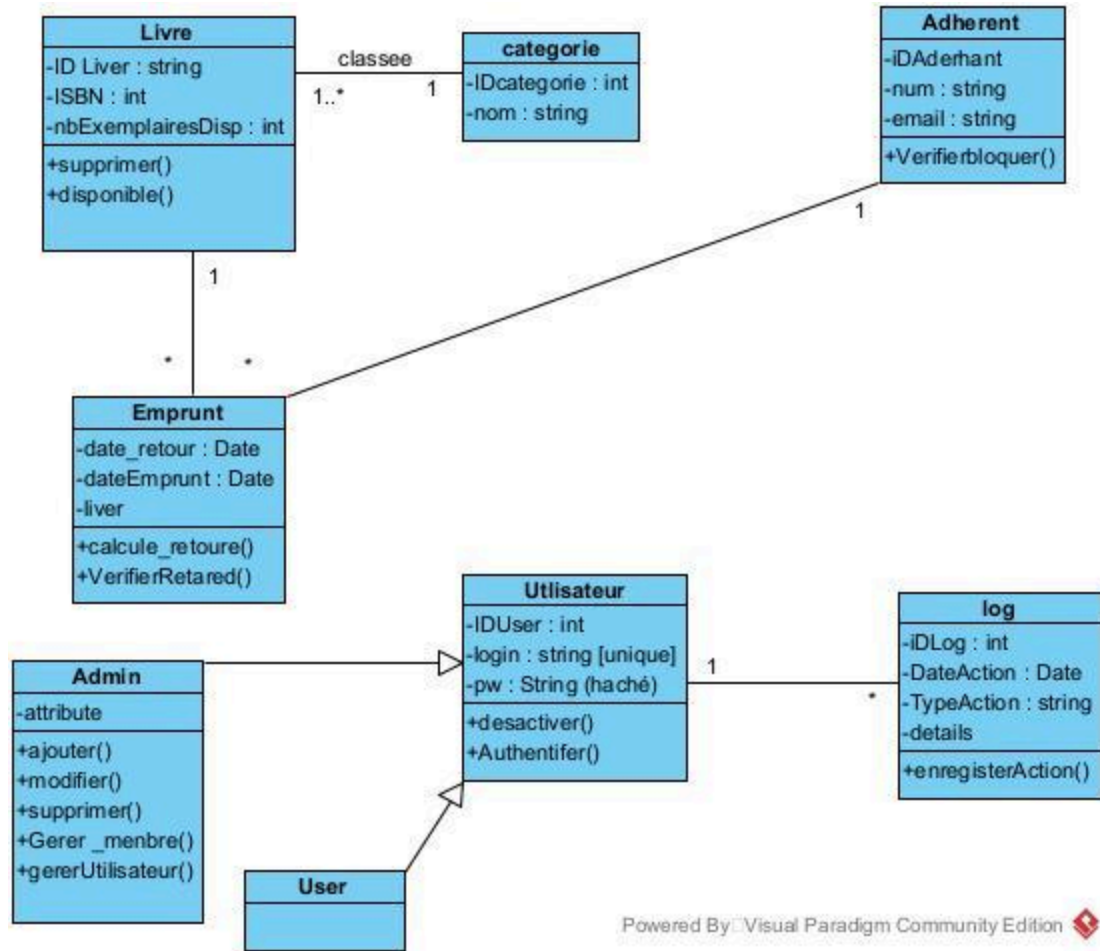 Livre
-ID Liver : string
-ISBN : int
-nbExemplairesDisp : int
+supprimer()
+disponible()
classee
1..*
1
categorie
-IDcategorie : int
-nom : string
Adherent
-iDAderhant
-num : string
-email : string
+Verifierbloquer()
1
1
*
*
Emprunt
-date_retour : Date
-dateEmprunt : Date
-liver
+calcule_retoure()
+VerifierRetared()
Utlisateur
-IDUser : int
-login : string [unique]
-pw : String (haché)
+desactiver()
+Authentifer()
1
*
log
-iDLog : int
-DateAction : Date
-TypeAction : string
-details
+enregisterAction()
Admin
-attribute
+ajouter()
+modifier()
+supprimer()
+Gerer _menbre()
+gererUtilisateur()
User
Powered By Visual Paradigm Community Edition